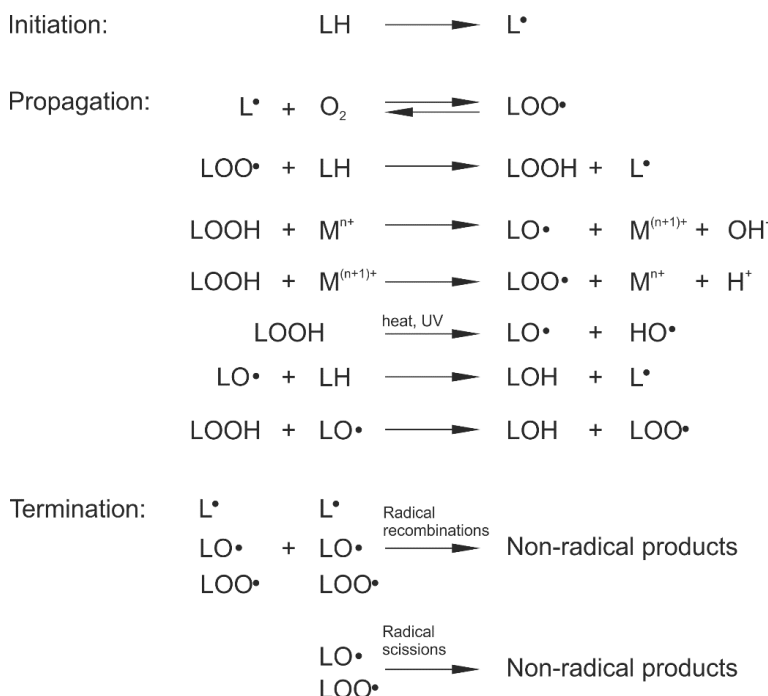 Initiation: LH L•
Propagation: L• + O₂ LOO•
LOO• + LH LOOH + L•
LOOH + Mⁿ⁺ LO• + M⁽ⁿ⁺¹⁾⁺ + OH⁻
LOOH + M⁽ⁿ⁺¹⁾⁺ LOO• + Mⁿ⁺ + H⁺
LOOH heat, UV LO• + HO•
LO• + LH LOH + L•
LOOH + LO• LOH + LOO•
Termination: L• L• Radical
recombinations
LO• + LO• Non-radical products
LOO• LOO•
Radical
scissions
LO• Non-radical products
LOO•